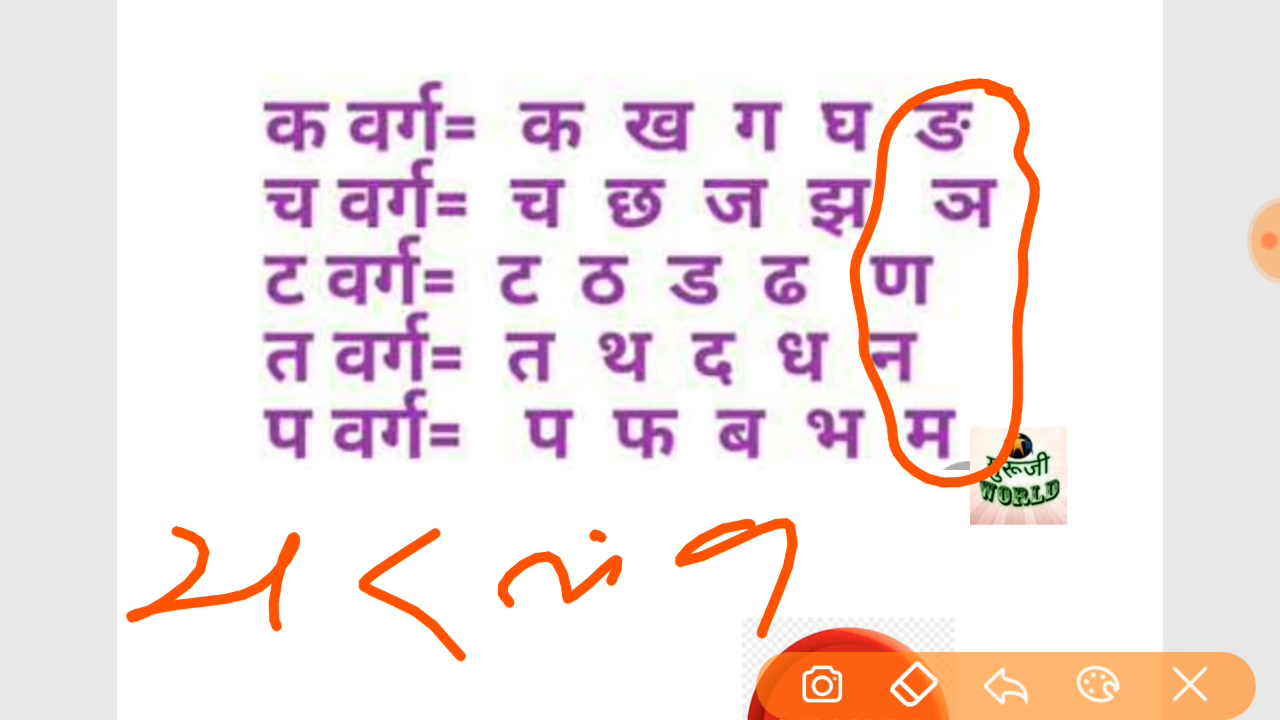 क वर्ग= क ख ग घ ङ
च वर्ग= च छ ज झ ञ
ट वर्ग= ट ठ ड ढ ण
त वर्ग= त थ द ध न
प वर्ग= प फ ब भ म
गुरूजी
WORLD
य र ल व